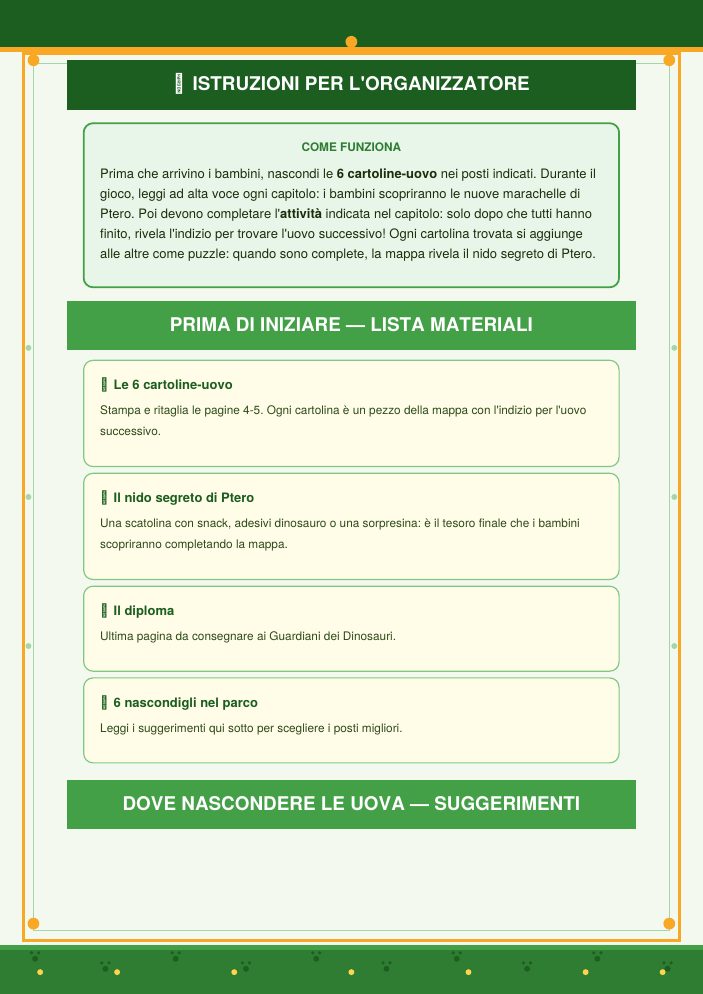 ISTRUZIONI PER L'ORGANIZZATORE
COME FUNZIONA
Prima che arrivino i bambini, nascondi le 6 cartoline-uovo nei posti indicati. Durante il
gioco, leggi ad alta voce ogni capitolo: i bambini scopriranno le nuove marachelle di
Ptero. Poi devono completare l'attività indicata nel capitolo: solo dopo che tutti hanno
finito, rivela l'indizio per trovare l'uovo successivo! Ogni cartolina trovata si aggiunge
alle altre come puzzle: quando sono complete, la mappa rivela il nido segreto di Ptero.
PRIMA DI INIZIARE — LISTA MATERIALI
Le 6 cartoline-uovo
Stampa e ritaglia le pagine 4-5. Ogni cartolina è un pezzo della mappa con l'indizio per l'uovo
successivo.
Il nido segreto di Ptero
Una scatolina con snack, adesivi dinosauro o una sorpresina: è il tesoro finale che i bambini
scopriranno completando la mappa.
Il diploma
Ultima pagina da consegnare ai Guardiani dei Dinosauri.
6 nascondigli nel parco
Leggi i suggerimenti qui sotto per scegliere i posti migliori.
DOVE NASCONDERE LE UOVA — SUGGERIMENTI